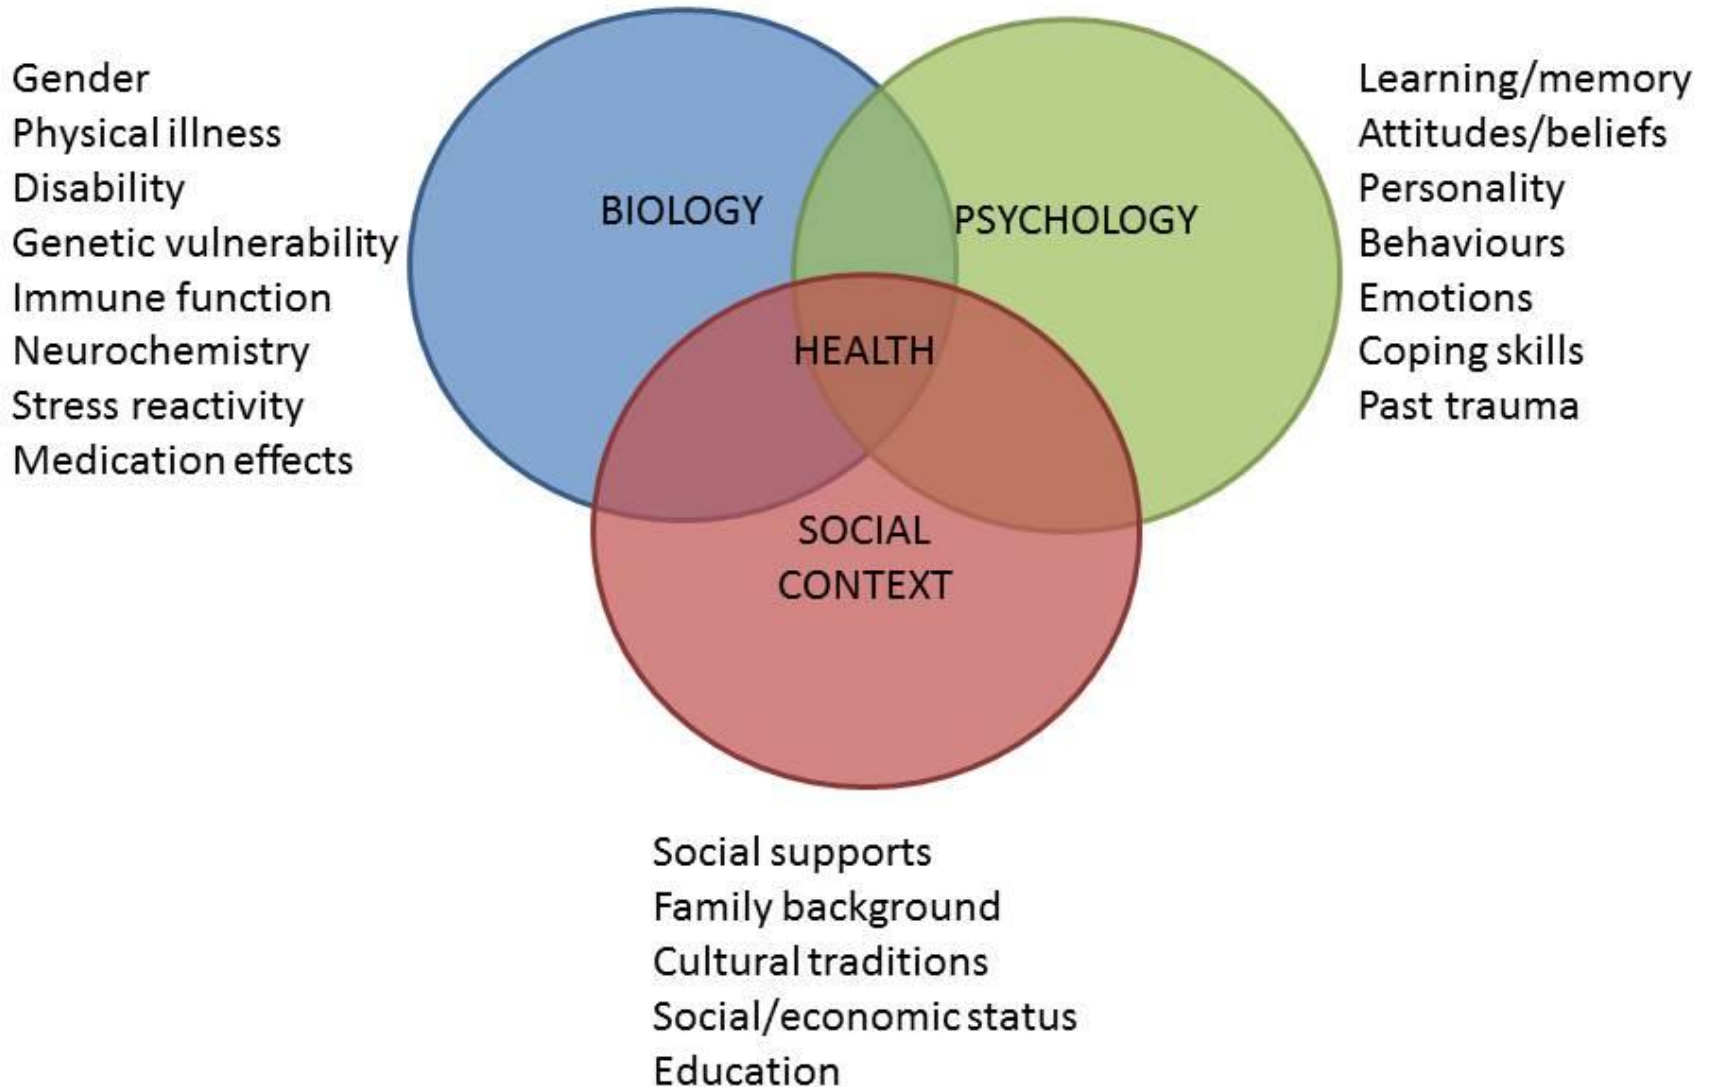 Gender
Physical illness
Disability
Genetic vulnerability
Immune function
Neurochemistry
Stress reactivity
Medication effects
BIOLOGY
PSYCHOLOGY
HEALTH
SOCIAL
CONTEXT
Learning/memory
Attitudes/beliefs
Personality
Behaviours
Emotions
Coping skills
Past trauma
Social supports
Family background
Cultural traditions
Social/economic status
Education